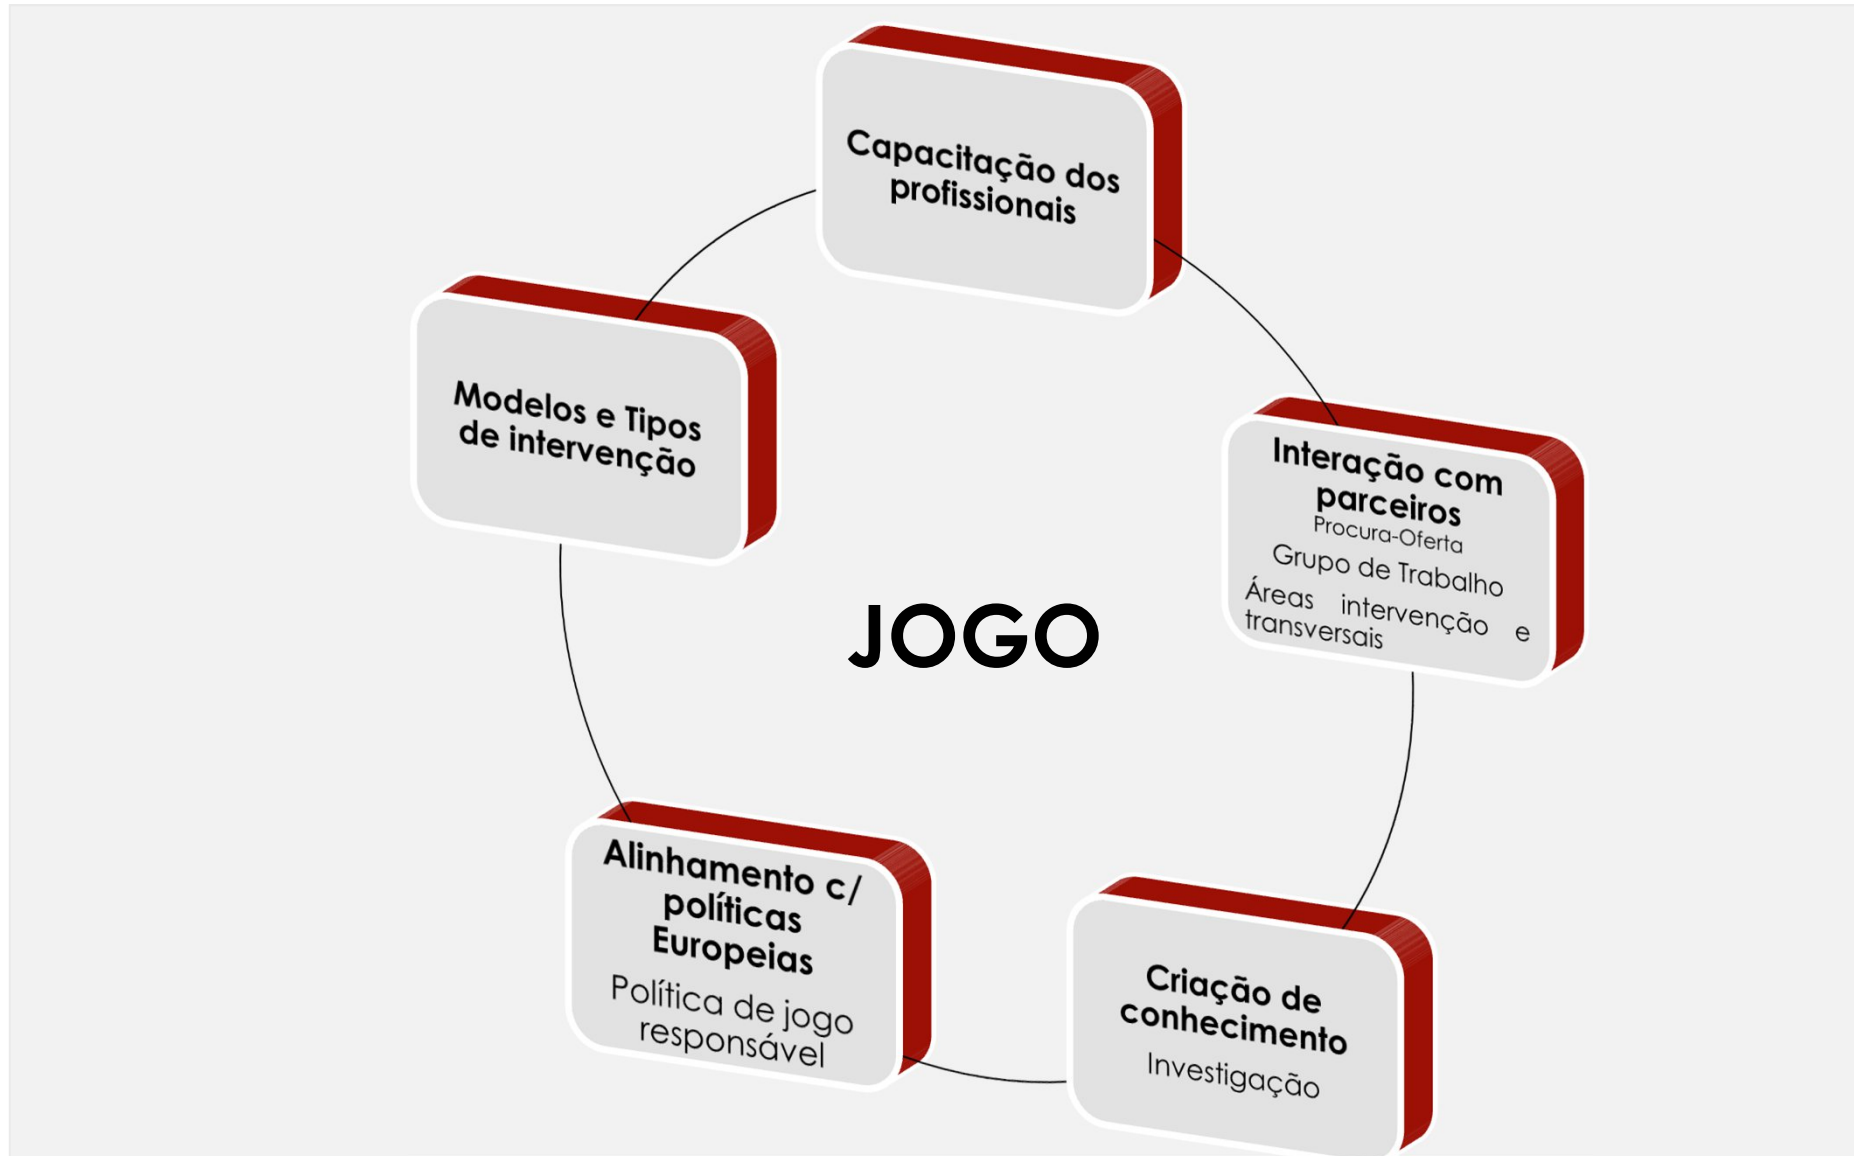 Capacitação dos
profissionais
Modelos e Tipos
de intervenção
Interação com
parceiros
Procura-Oferta
Grupo de Trabalho
Áreas intervenção e
transversais
JOGO
Alinhamento c/
políticas
Europeias
Política de jogo
responsável
Criação de
conhecimento
Investigação